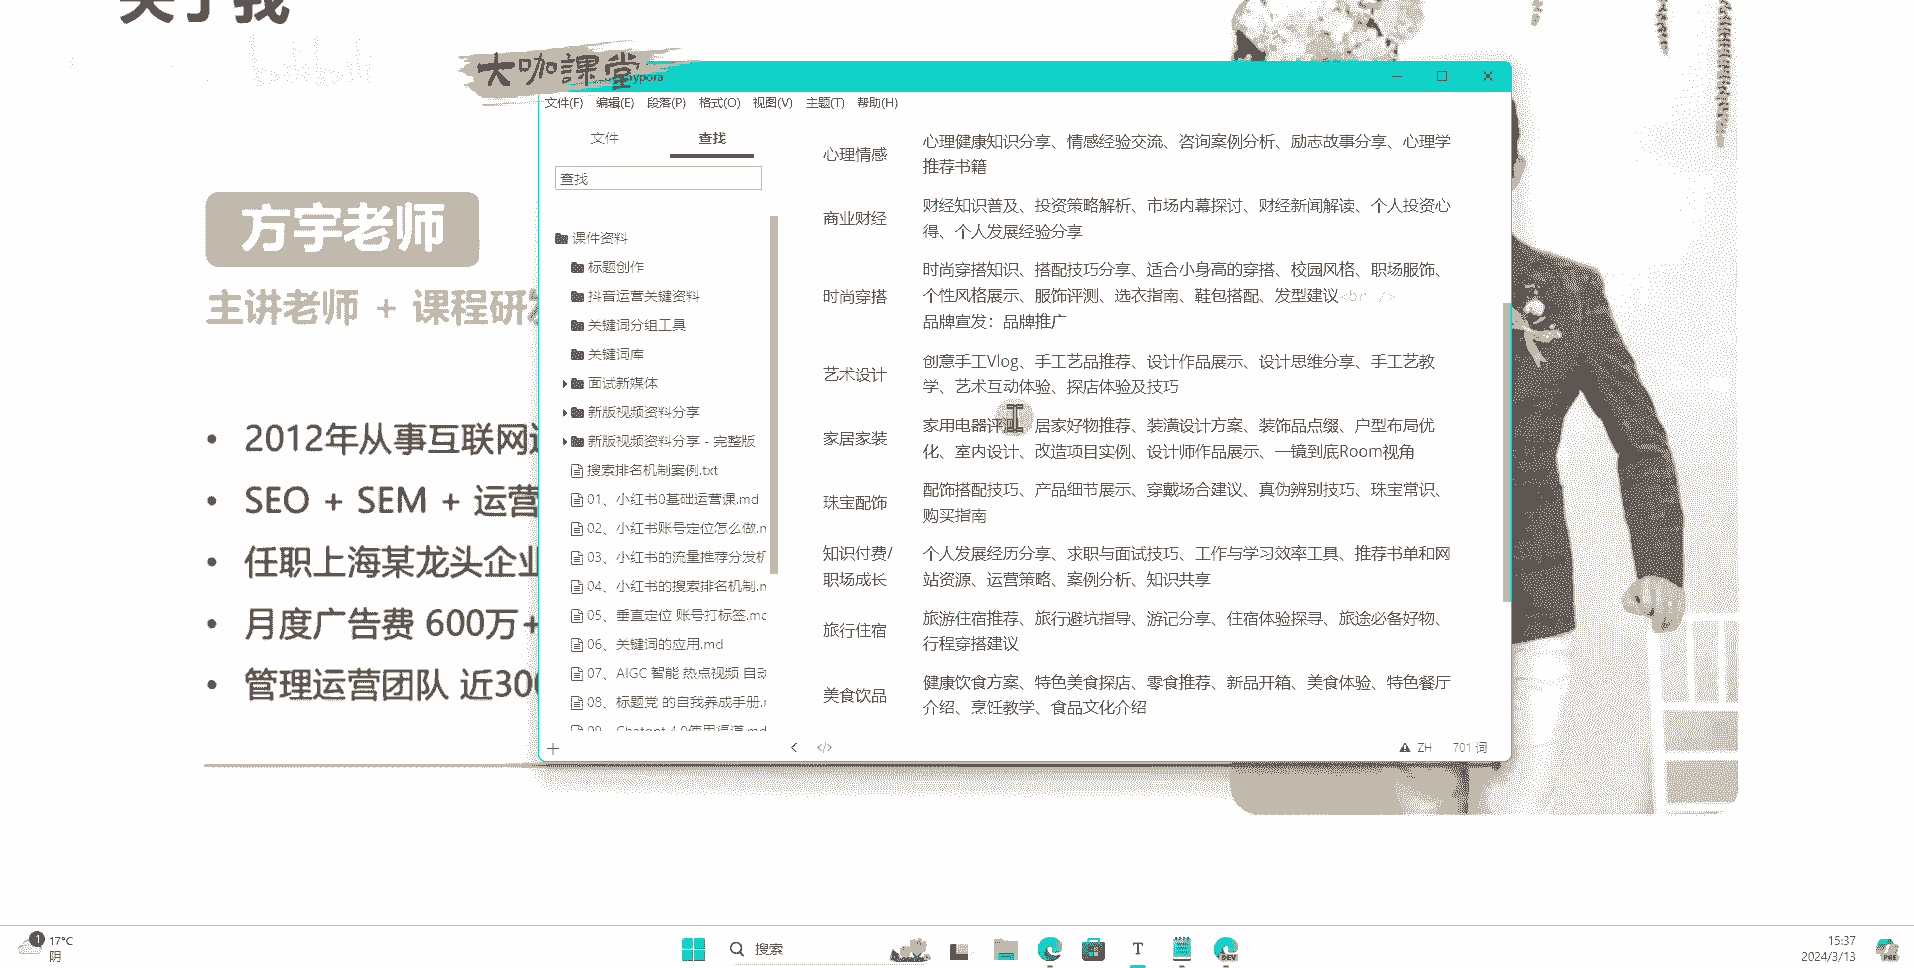 关于我
bilibili
大咖課堂
ypora
文件(F) 编辑(E) 段落(P) 格式(O) 视图(V) 主题(T) 帮助(H)
文件 查找
查找
课件资料
标题创作
抖音运营关键资料
关键词分组工具
关键词库
面试新媒体
新版视频资料分享
新版视频资料分享 - 完整版
搜索排名机制案例.txt
01、小红书0基础运营课.md
02、小红书账号定位怎么做.m
03、小红书的流量推荐分发机
04、小红书的搜索排名机制.m
05、垂直定位 账号打标签.md
06、关键词的应用.md
07、AIGC 智能 热点视频 自动
08、标题党 的自我养成手册.m
09、Chatgpt 4.0使用渠道.md
心理情感
心理健康知识分享、情感经验交流、咨询案例分析、励志故事分享、心理学
推荐书籍
商业财经
财经知识普及、投资策略解析、市场内幕探讨、财经新闻解读、个人投资心
得、个人发展经验分享
时尚穿搭
时尚穿搭知识、搭配技巧分享、适合小身高的穿搭、校园风格、职场服饰、
个性风格展示、服饰评测、选衣指南、鞋包搭配、发型建议<br />
品牌宣发：品牌推广
艺术设计
创意手工Vlog、手工艺品推荐、设计作品展示、设计思维分享、手工艺教
学、艺术互动体验、探店体验及技巧
家居家装
家用电器评测、居家好物推荐、装潢设计方案、装饰品点缀、户型布局优
化、室内设计、改造项目实例、设计师作品展示、一镜到底Room视角
珠宝配饰
配饰搭配技巧、产品细节展示、穿戴场合建议、真伪辨别技巧、珠宝常识、
购买指南
知识付费/
职场成长
个人发展经历分享、求职与面试技巧、工作与学习效率工具、推荐书单和网
站资源、运营策略、案例分析、知识共享
旅行住宿
旅游住宿推荐、旅行避坑指导、游记分享、住宿体验探寻、旅途必备好物、
行程穿搭建议
美食饮品
健康饮食方案、特色美食探店、零食推荐、新品开箱、美食体验、特色餐厅
介绍、烹饪教学、食品文化介绍
</> ZH 701 词
方宇老师
主讲老师 + 课程研发
• 2012年从事互联网
• SEO + SEM + 运营
• 任职上海某龙头企业
• 月度广告费 600万+
• 管理运营团队 近300
1 17°C
阴
搜索
T
DEV
15:37
2024/3/13
PRE